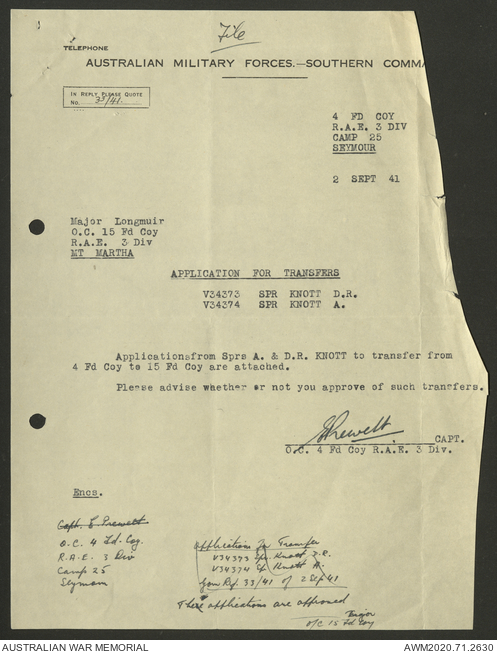 File
TELEPHONE
AUSTRALIAN MILITARY FORCES.—SOUTHERN COMMA
IN REPLY PLEASE QUOTE
No. 33/41.
4 FD COY
R.A.E. 3 DIV
CAMP 25
SEYMOUR
2 SEPT 41
Major Longmuir
O.C. 15 Fd Coy
R.A.E. 3 Div
MT MARTHA
APPLICATION FOR TRANSFERS
V34373 SPR KNOTT D.R.
V34374 SPR KNOTT A.
Applicationsfrom Sprs A. & D.R. KNOTT to transfer from
4 Fd Coy to 15 Fd Coy are attached.
Please advise whether or not you approve of such transfers.
CAPT.
O.C. 4 Fd Coy R.A.E. 3 Div.
Encs.
Capt. E. Prewett
O.C. 4 Fd. Coy.
R.A.E. 3 Div
Camp 25
Seymour
Applications for Transfer
V34373 Spr Knott D.R.
V34374 Spr Knott A.
Your Ref. 33/41 of 2 Sep 41
These applications are approved
Major
O/C 15 Fd Coy
AUSTRALIAN WAR MEMORIAL
AWM2020.71.2630